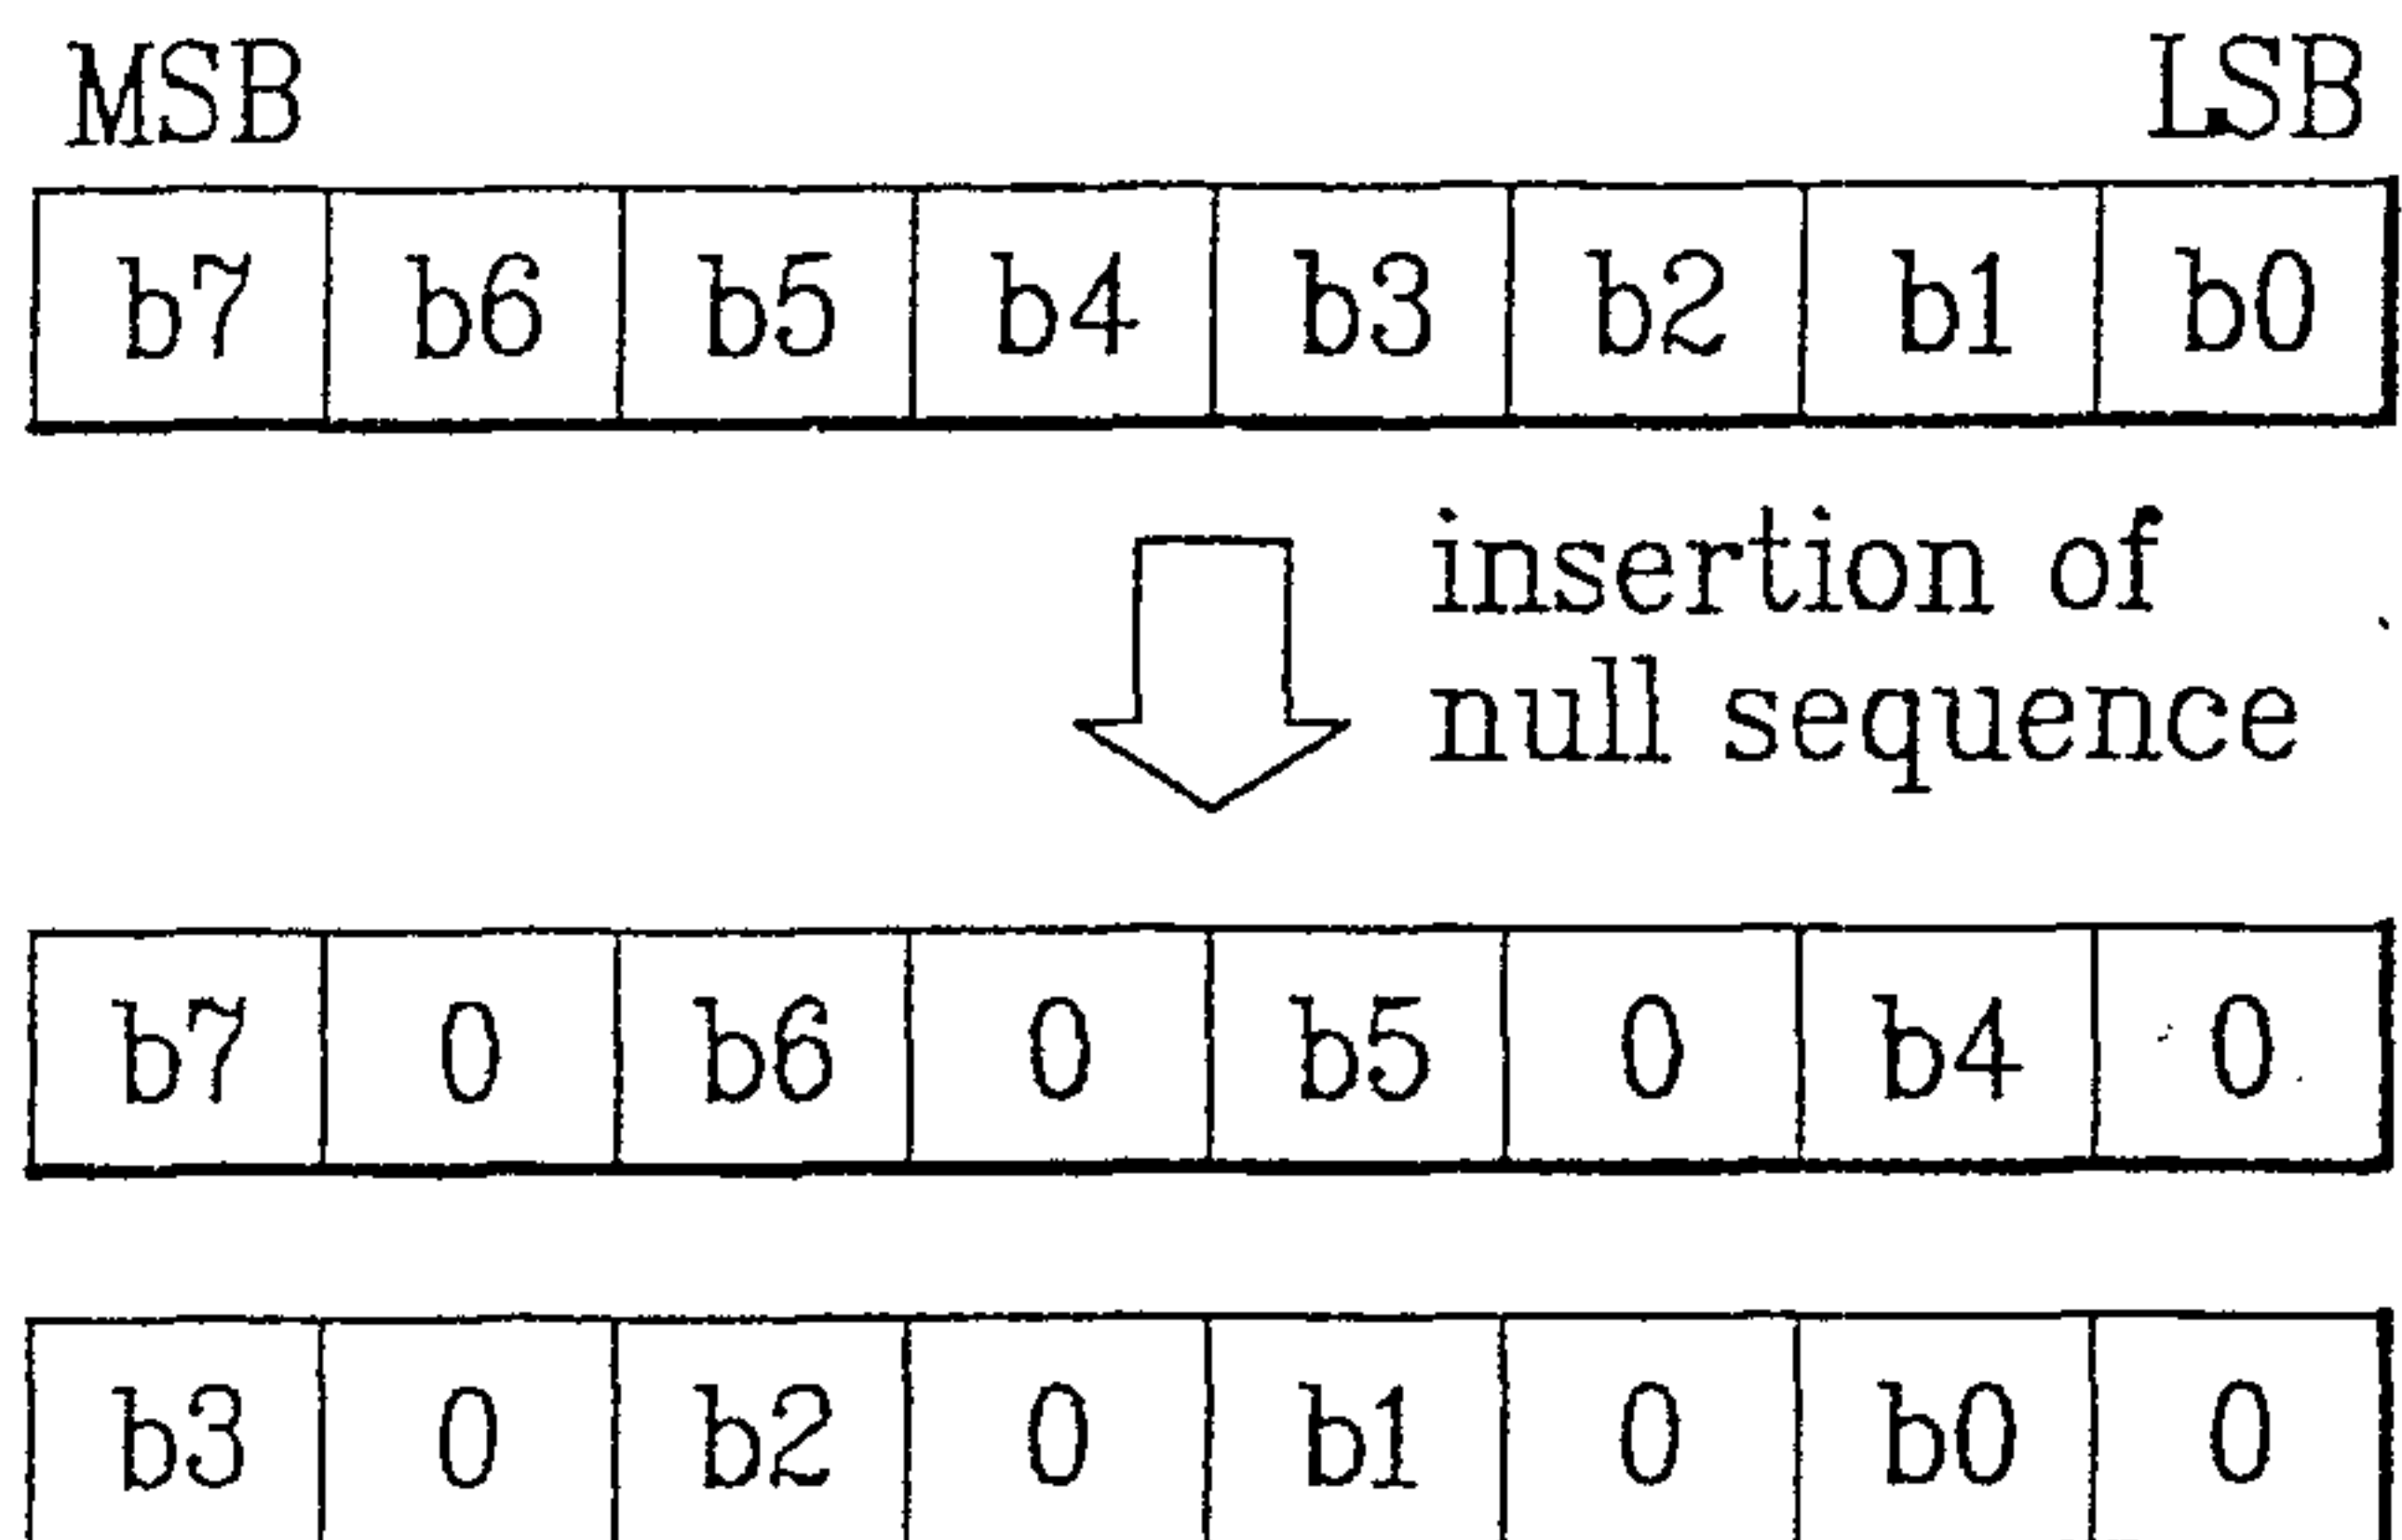 MSB LSB
b7 b6 b5 b4 b3 b2 b1 b0
insertion of
null sequence
b7 0 b6 0 b5 0 b4 0
b3 0 b2 0 b1 0 b0 0